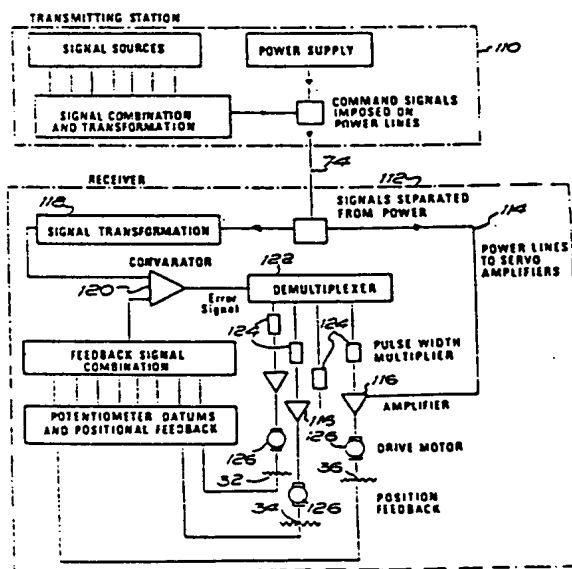 TRANSMITTING STATION
SIGNAL SOURCES
POWER SUPPLY
110
SIGNAL COMBINATION
AND TRANSFORMATION
COMMAND SIGNALS
IMPOSED ON
POWER LINES
74
RECEIVER
112
118
SIGNAL TRANSFORMATION
SIGNALS SEPARATED
FROM POWER
114
POWER LINES
TO SERVO
AMPLIFIERS
CONVARATOR
120
122
Error
Signal
DEMULTIPLEXER
124
124
PULSE WIDTH
MULTIPLIER
FEEDBACK SIGNAL
COMBINATION
116
AMPLIFIER
POTENTIOMETER DATUMS
AND POSITIONAL FEEDBACK
116
126
126
DRIVE MOTOR
32
36
126
34
POSITION
FEEDBACK